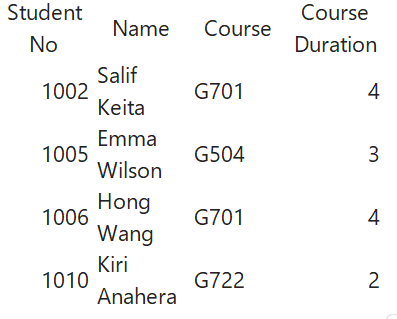 Student No Name Course Course Duration
1002 Salif Keita G701 4
1005 Emma Wilson G504 3
1006 Hong Wang G701 4
1010 Kiri Anahera G722 2